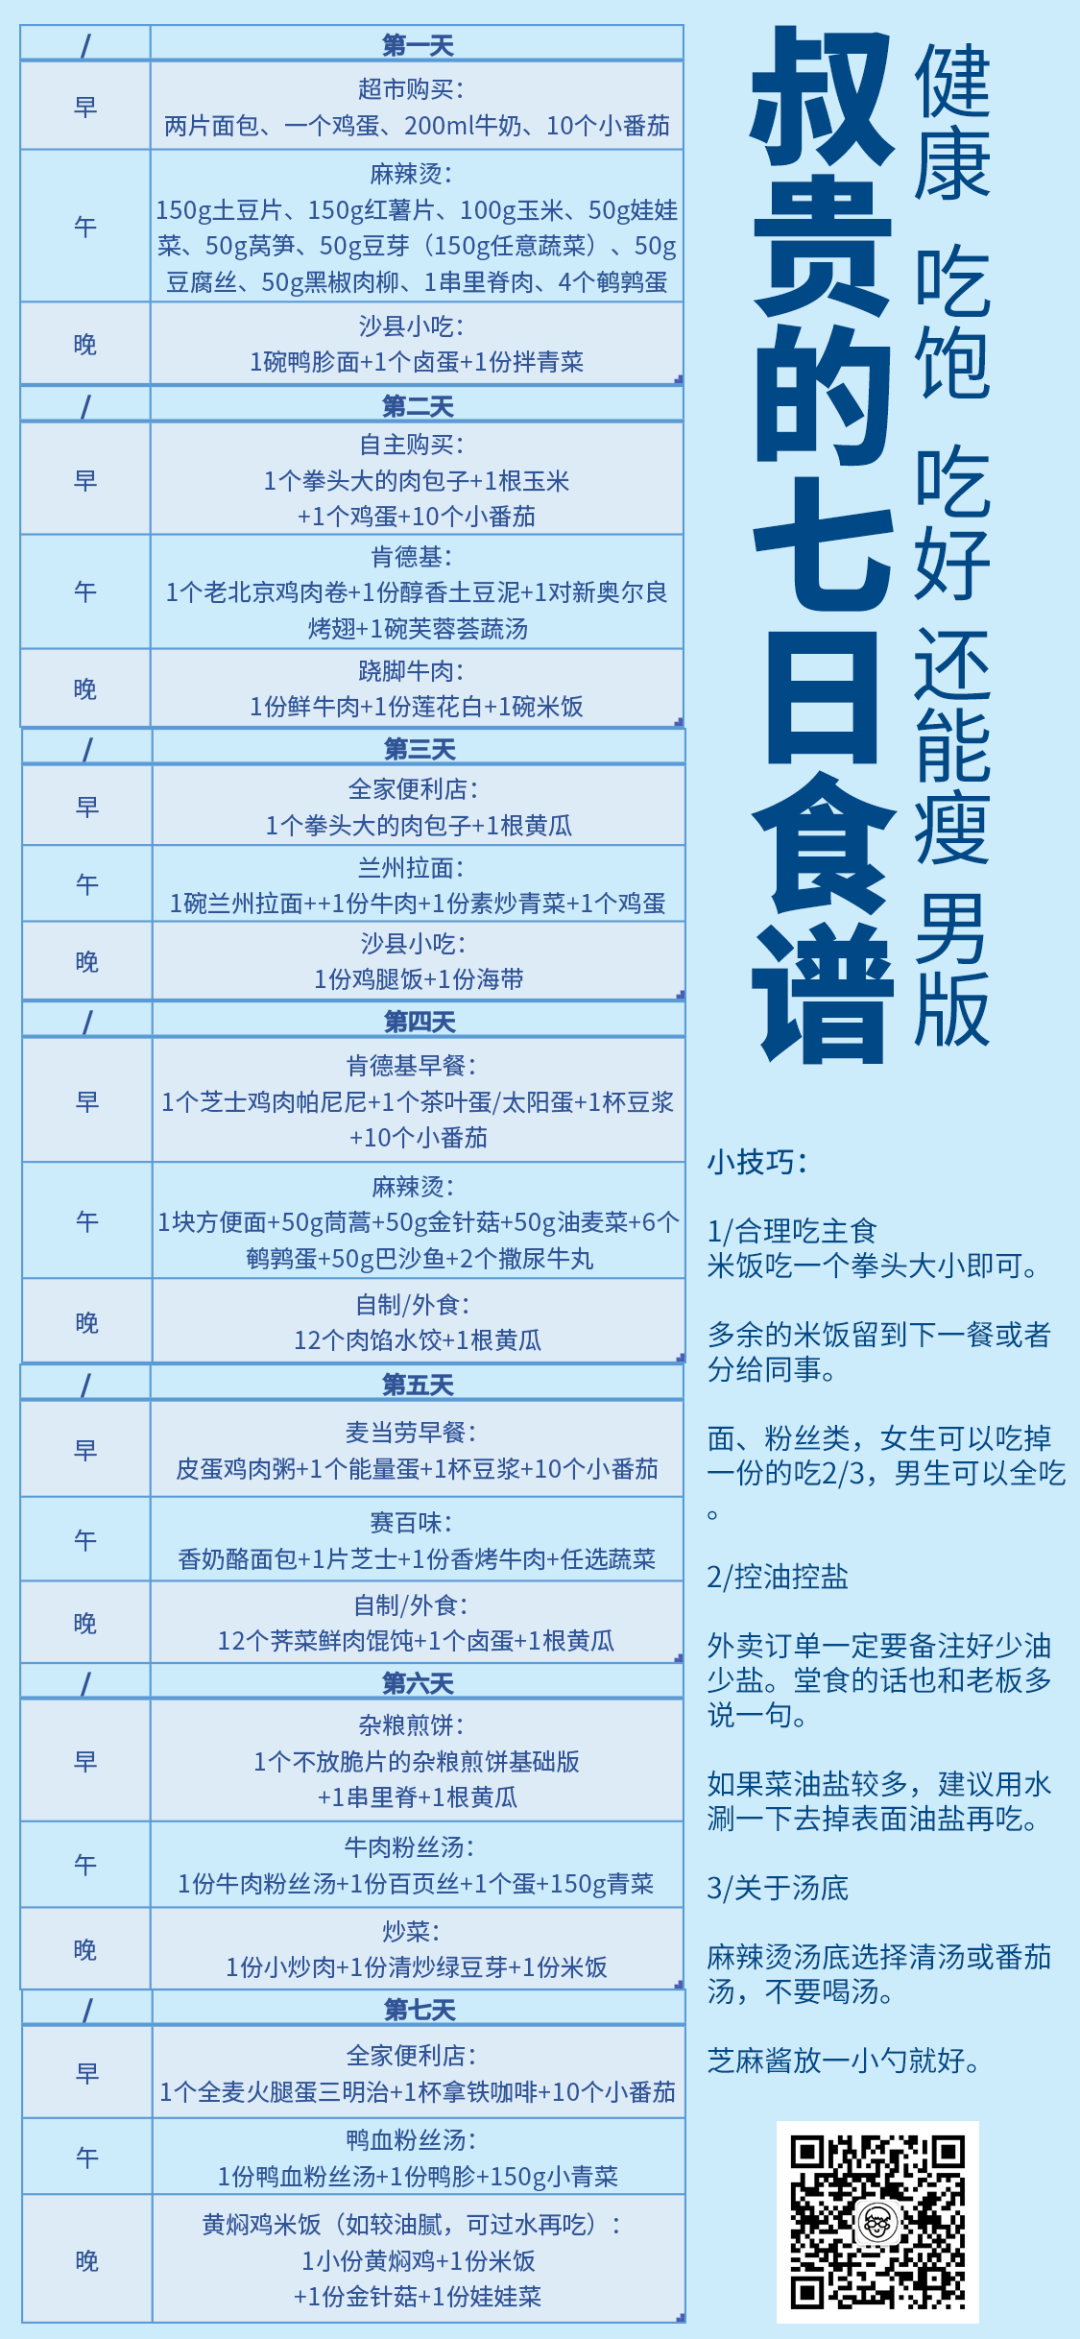 叔贵的七日食谱
健康 吃饱 吃好 还能瘦 男版
/ 第一天
早
超市购买：
两片面包、一个鸡蛋、200ml牛奶、10个小番茄
午
麻辣烫：
150g土豆片、150g红薯片、100g玉米、50g娃娃
菜、50g莴笋、50g豆芽（150g任意蔬菜）、50g
豆腐丝、50g黑椒肉柳、1串里脊肉、4个鹌鹑蛋
晚
沙县小吃：
1碗鸭胗面+1个卤蛋+1份拌青菜
/ 第二天
早
自主购买：
1个拳头大的肉包子+1根玉米
+1个鸡蛋+10个小番茄
午
肯德基：
1个老北京鸡肉卷+1份醇香土豆泥+1对新奥尔良
烤翅+1碗芙蓉荟蔬汤
晚
跷脚牛肉：
1份鲜牛肉+1份莲花白+1碗米饭
/ 第三天
早
全家便利店：
1个拳头大的肉包子+1根黄瓜
午
兰州拉面：
1碗兰州拉面++1份牛肉+1份素炒青菜+1个鸡蛋
晚
沙县小吃：
1份鸡腿饭+1份海带
/ 第四天
早
肯德基早餐：
1个芝士鸡肉帕尼尼+1个茶叶蛋/太阳蛋+1杯豆浆
+10个小番茄
午
麻辣烫：
1块方便面+50g茼蒿+50g金针菇+50g油麦菜+6个
鹌鹑蛋+50g巴沙鱼+2个撒尿牛丸
晚
自制/外食：
12个肉馅水饺+1根黄瓜
/ 第五天
早
麦当劳早餐：
皮蛋鸡肉粥+1个能量蛋+1杯豆浆+10个小番茄
午
赛百味：
香奶酪面包+1片芝士+1份香烤牛肉+任选蔬菜
晚
自制/外食：
12个荠菜鲜肉馄饨+1个卤蛋+1根黄瓜
/ 第六天
早
杂粮煎饼：
1个不放脆片的杂粮煎饼基础版
+1串里脊+1根黄瓜
午
牛肉粉丝汤：
1份牛肉粉丝汤+1份百页丝+1个蛋+150g青菜
晚
炒菜：
1份小炒肉+1份清炒绿豆芽+1份米饭
/ 第七天
早
全家便利店：
1个全麦火腿蛋三明治+1杯拿铁咖啡+10个小番茄
午
鸭血粉丝汤：
1份鸭血粉丝汤+1份鸭胗+150g小青菜
晚
黄焖鸡米饭（如较油腻，可过水再吃）：
1小份黄焖鸡+1份米饭
+1份金针菇+1份娃娃菜
小技巧：
1/合理吃主食
米饭吃一个拳头大小即可。
多余的米饭留到下一餐或者
分给同事。
面、粉丝类，女生可以吃掉
一份的吃2/3，男生可以全吃
。
2/控油控盐
外卖订单一定要备注好少油
少盐。堂食的话也和老板多
说一句。
如果菜油盐较多，建议用水
涮一下去掉表面油盐再吃。
3/关于汤底
麻辣烫汤底选择清汤或番茄
汤，不要喝汤。
芝麻酱放一小勺就好。